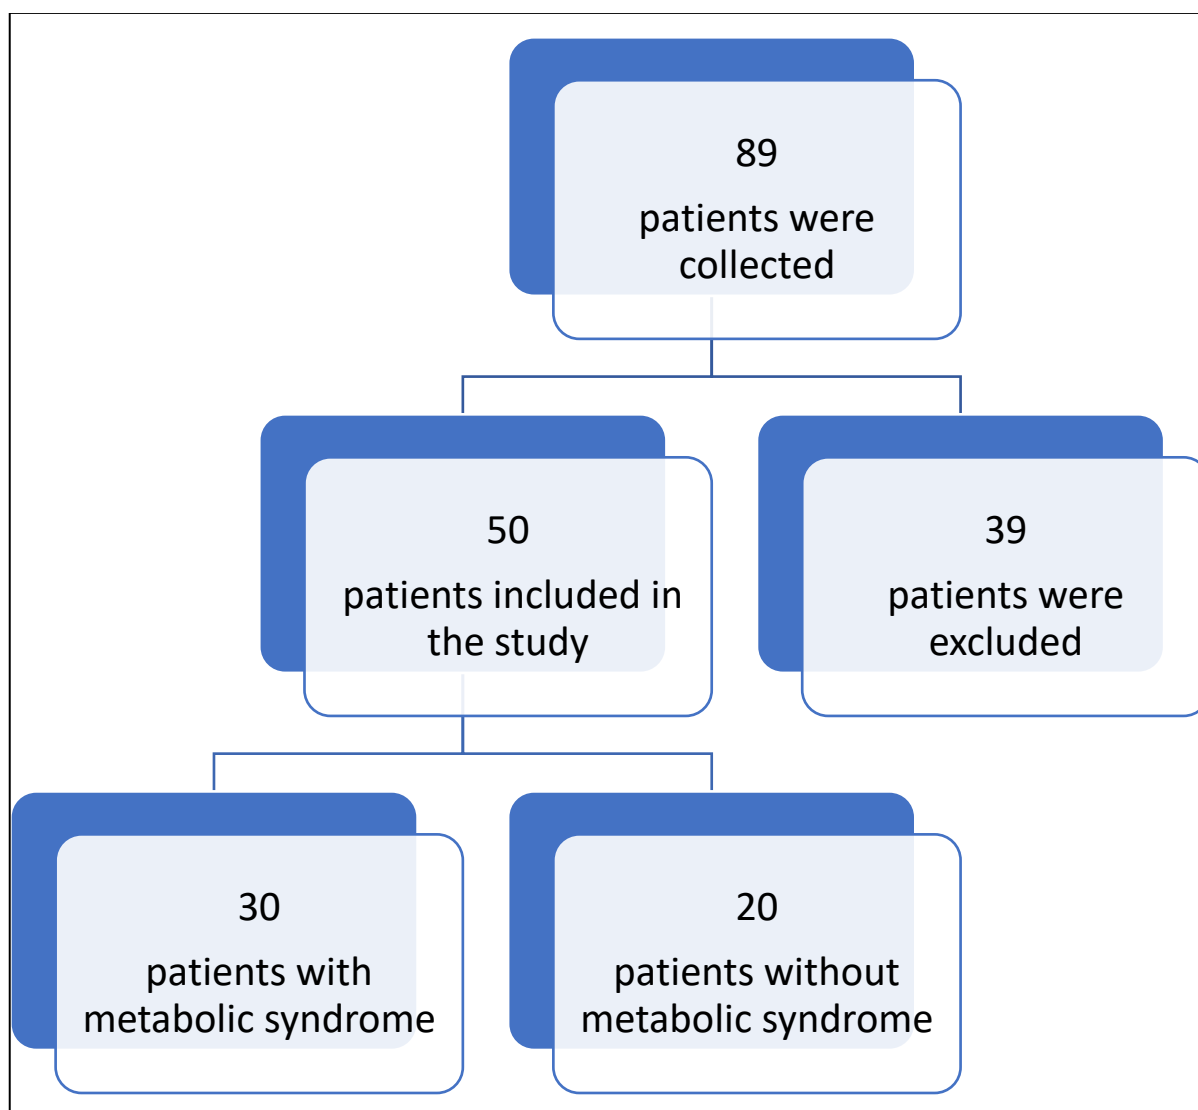 89
patients were
collected
50
patients included in
the study
39
patients were
excluded
30
patients with
metabolic syndrome
20
patients without
metabolic syndrome